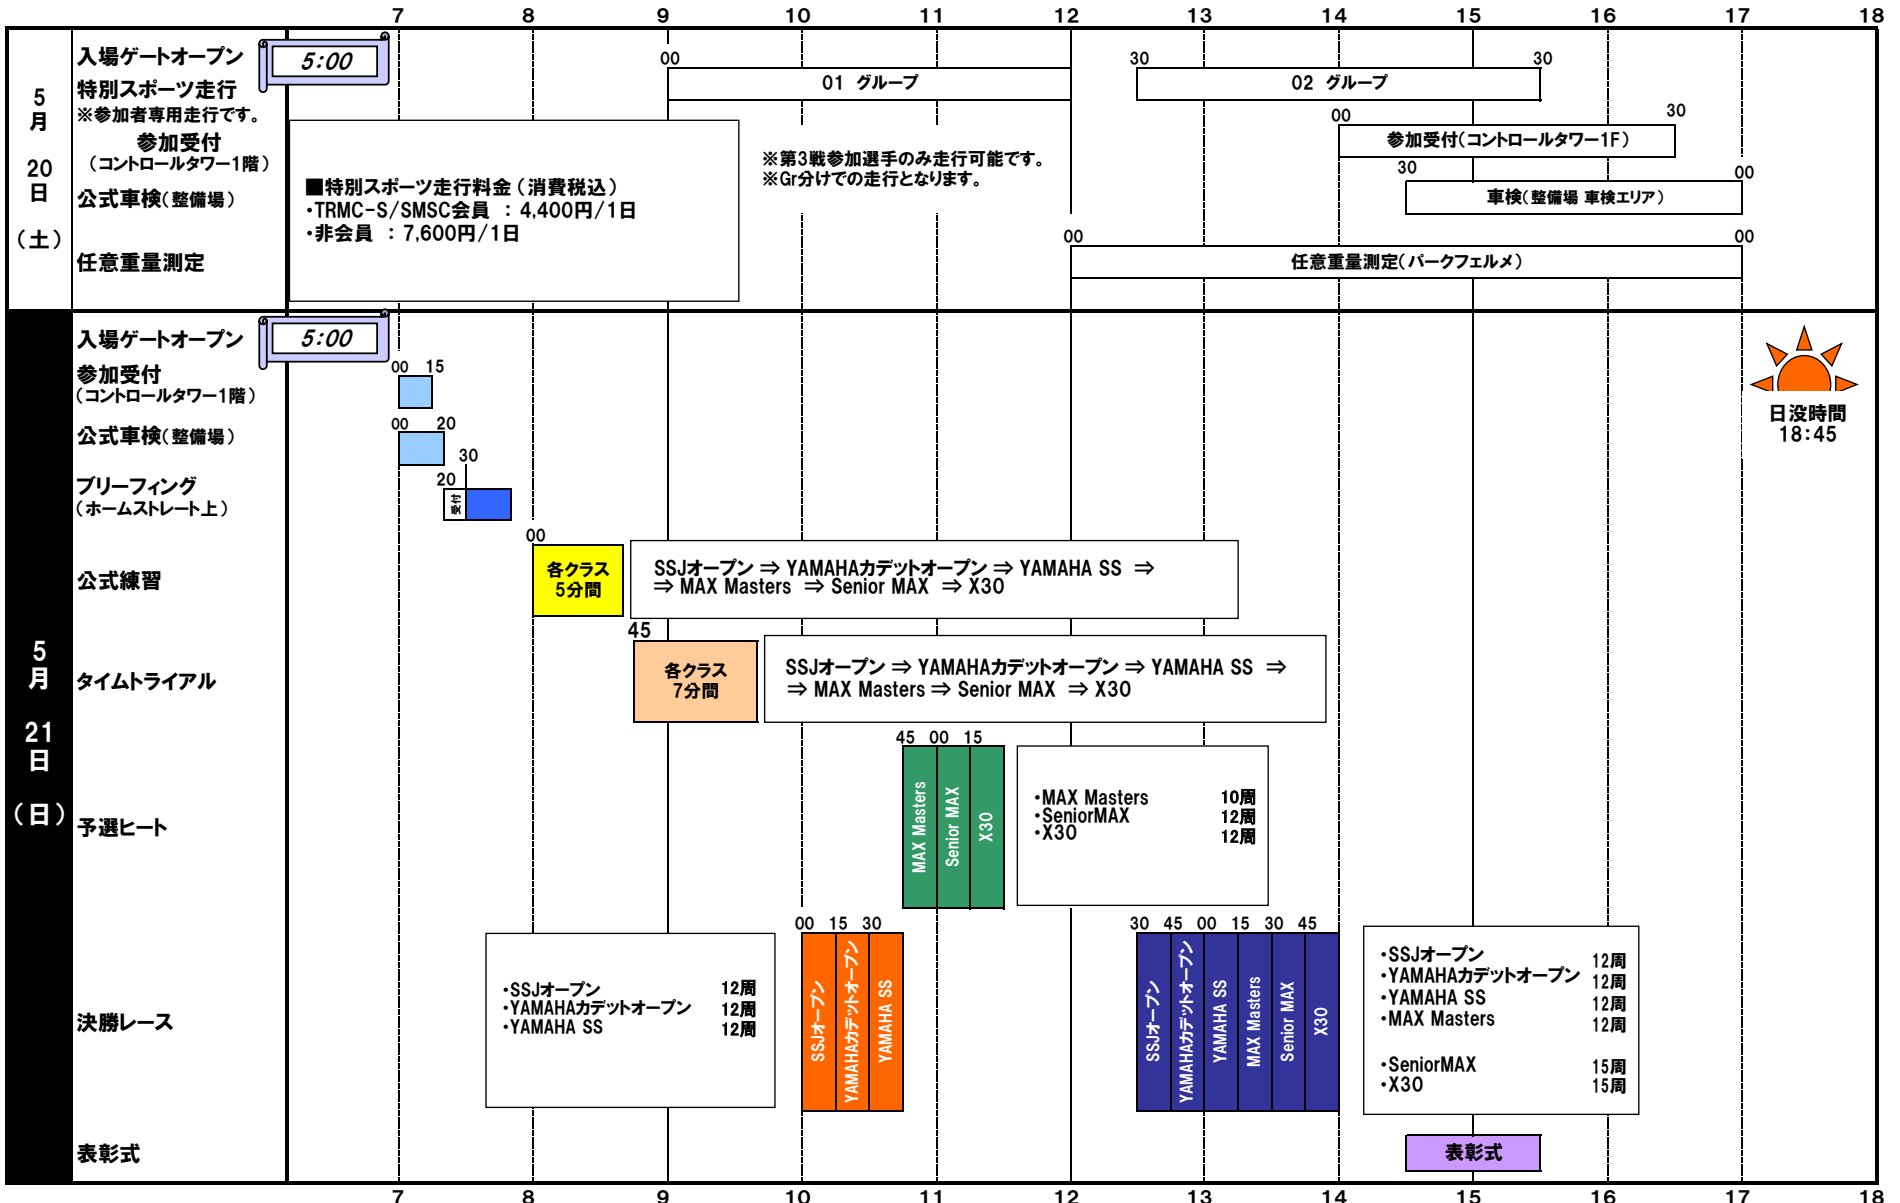 7 8 9 10 11 12 13 14 15 16 17 18
5月20日（土）
入場ゲートオープン
5:00
特別スポーツ走行
※参加者専用走行です。
00
01 グループ
30
30
02 グループ
参加受付
（コントロールタワー1階）
00
30
参加受付（コントロールタワー1F）
公式車検（整備場）
30
00
車検（整備場 車検エリア）
任意重量測定
00
00
任意重量測定（パークフェルメ）
■特別スポーツ走行料金（消費税込）
・TRMC-S/SMSC会員 ： 4,400円/1日
・非会員 ： 7,600円/1日
※第3戦参加選手のみ走行可能です。
※Gr分けでの走行となります。
5月21日（日）
入場ゲートオープン
5:00
参加受付
（コントロールタワー1階）
00 15
公式車検（整備場）
00 20
ブリーフィング
（ホームストレート上）
20 30
受付
日没時間
18:45
公式練習
00
各クラス
5分間
SSJオープン ⇒ YAMAHAカデットオープン ⇒ YAMAHA SS ⇒
⇒ MAX Masters ⇒ Senior MAX ⇒ X30
タイムトライアル
45
各クラス
7分間
SSJオープン ⇒ YAMAHAカデットオープン ⇒ YAMAHA SS ⇒
⇒ MAX Masters ⇒ Senior MAX ⇒ X30
予選ヒート
45 00 15
MAX Masters
Senior MAX
X30
・MAX Masters 10周
・SeniorMAX 12周
・X30 12周
決勝レース
・SSJオープン 12周
・YAMAHAカデットオープン 12周
・YAMAHA SS 12周
00 15 30
SSJオープン
YAMAHAカデットオープン
YAMAHA SS
30 45 00 15 30 45
SSJオープン
YAMAHAカデットオープン
YAMAHA SS
MAX Masters
Senior MAX
X30
・SSJオープン 12周
・YAMAHAカデットオープン 12周
・YAMAHA SS 12周
・MAX Masters 12周
・SeniorMAX 15周
・X30 15周
表彰式
表彰式
7 8 9 10 11 12 13 14 15 16 17 18